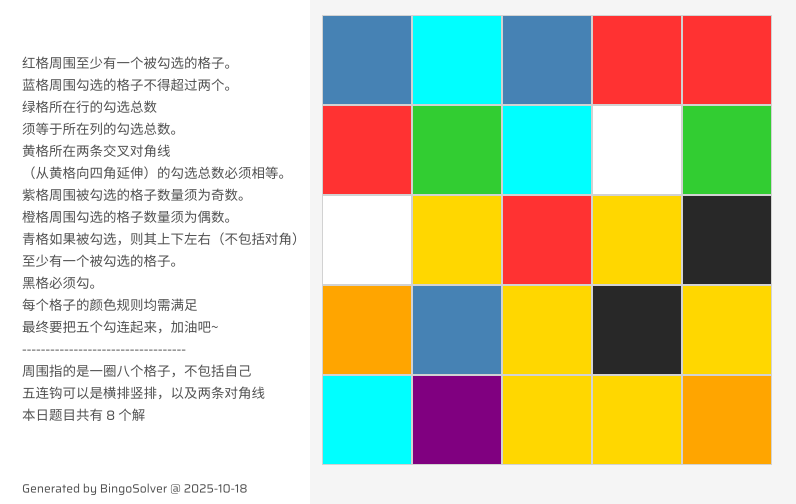 红格周围至少有一个被勾选的格子。
蓝格周围勾选的格子不得超过两个。
绿格所在行的勾选总数
须等于所在列的勾选总数。
黄格所在两条交叉对角线
（从黄格向四角延伸）的勾选总数必须相等。
紫格周围被勾选的格子数量须为奇数。
橙格周围勾选的格子数量须为偶数。
青格如果被勾选，则其上下左右（不包括对角）
至少有一个被勾选的格子。
黑格必须勾。
每个格子的颜色规则均需满足
最终要把五个勾连起来，加油吧~
---------------------------------
周围指的是一圈八个格子，不包括自己
五连钩可以是横排竖排，以及两条对角线
本日题目共有 8 个解
Generated by BingoSolver @ 2025-10-18